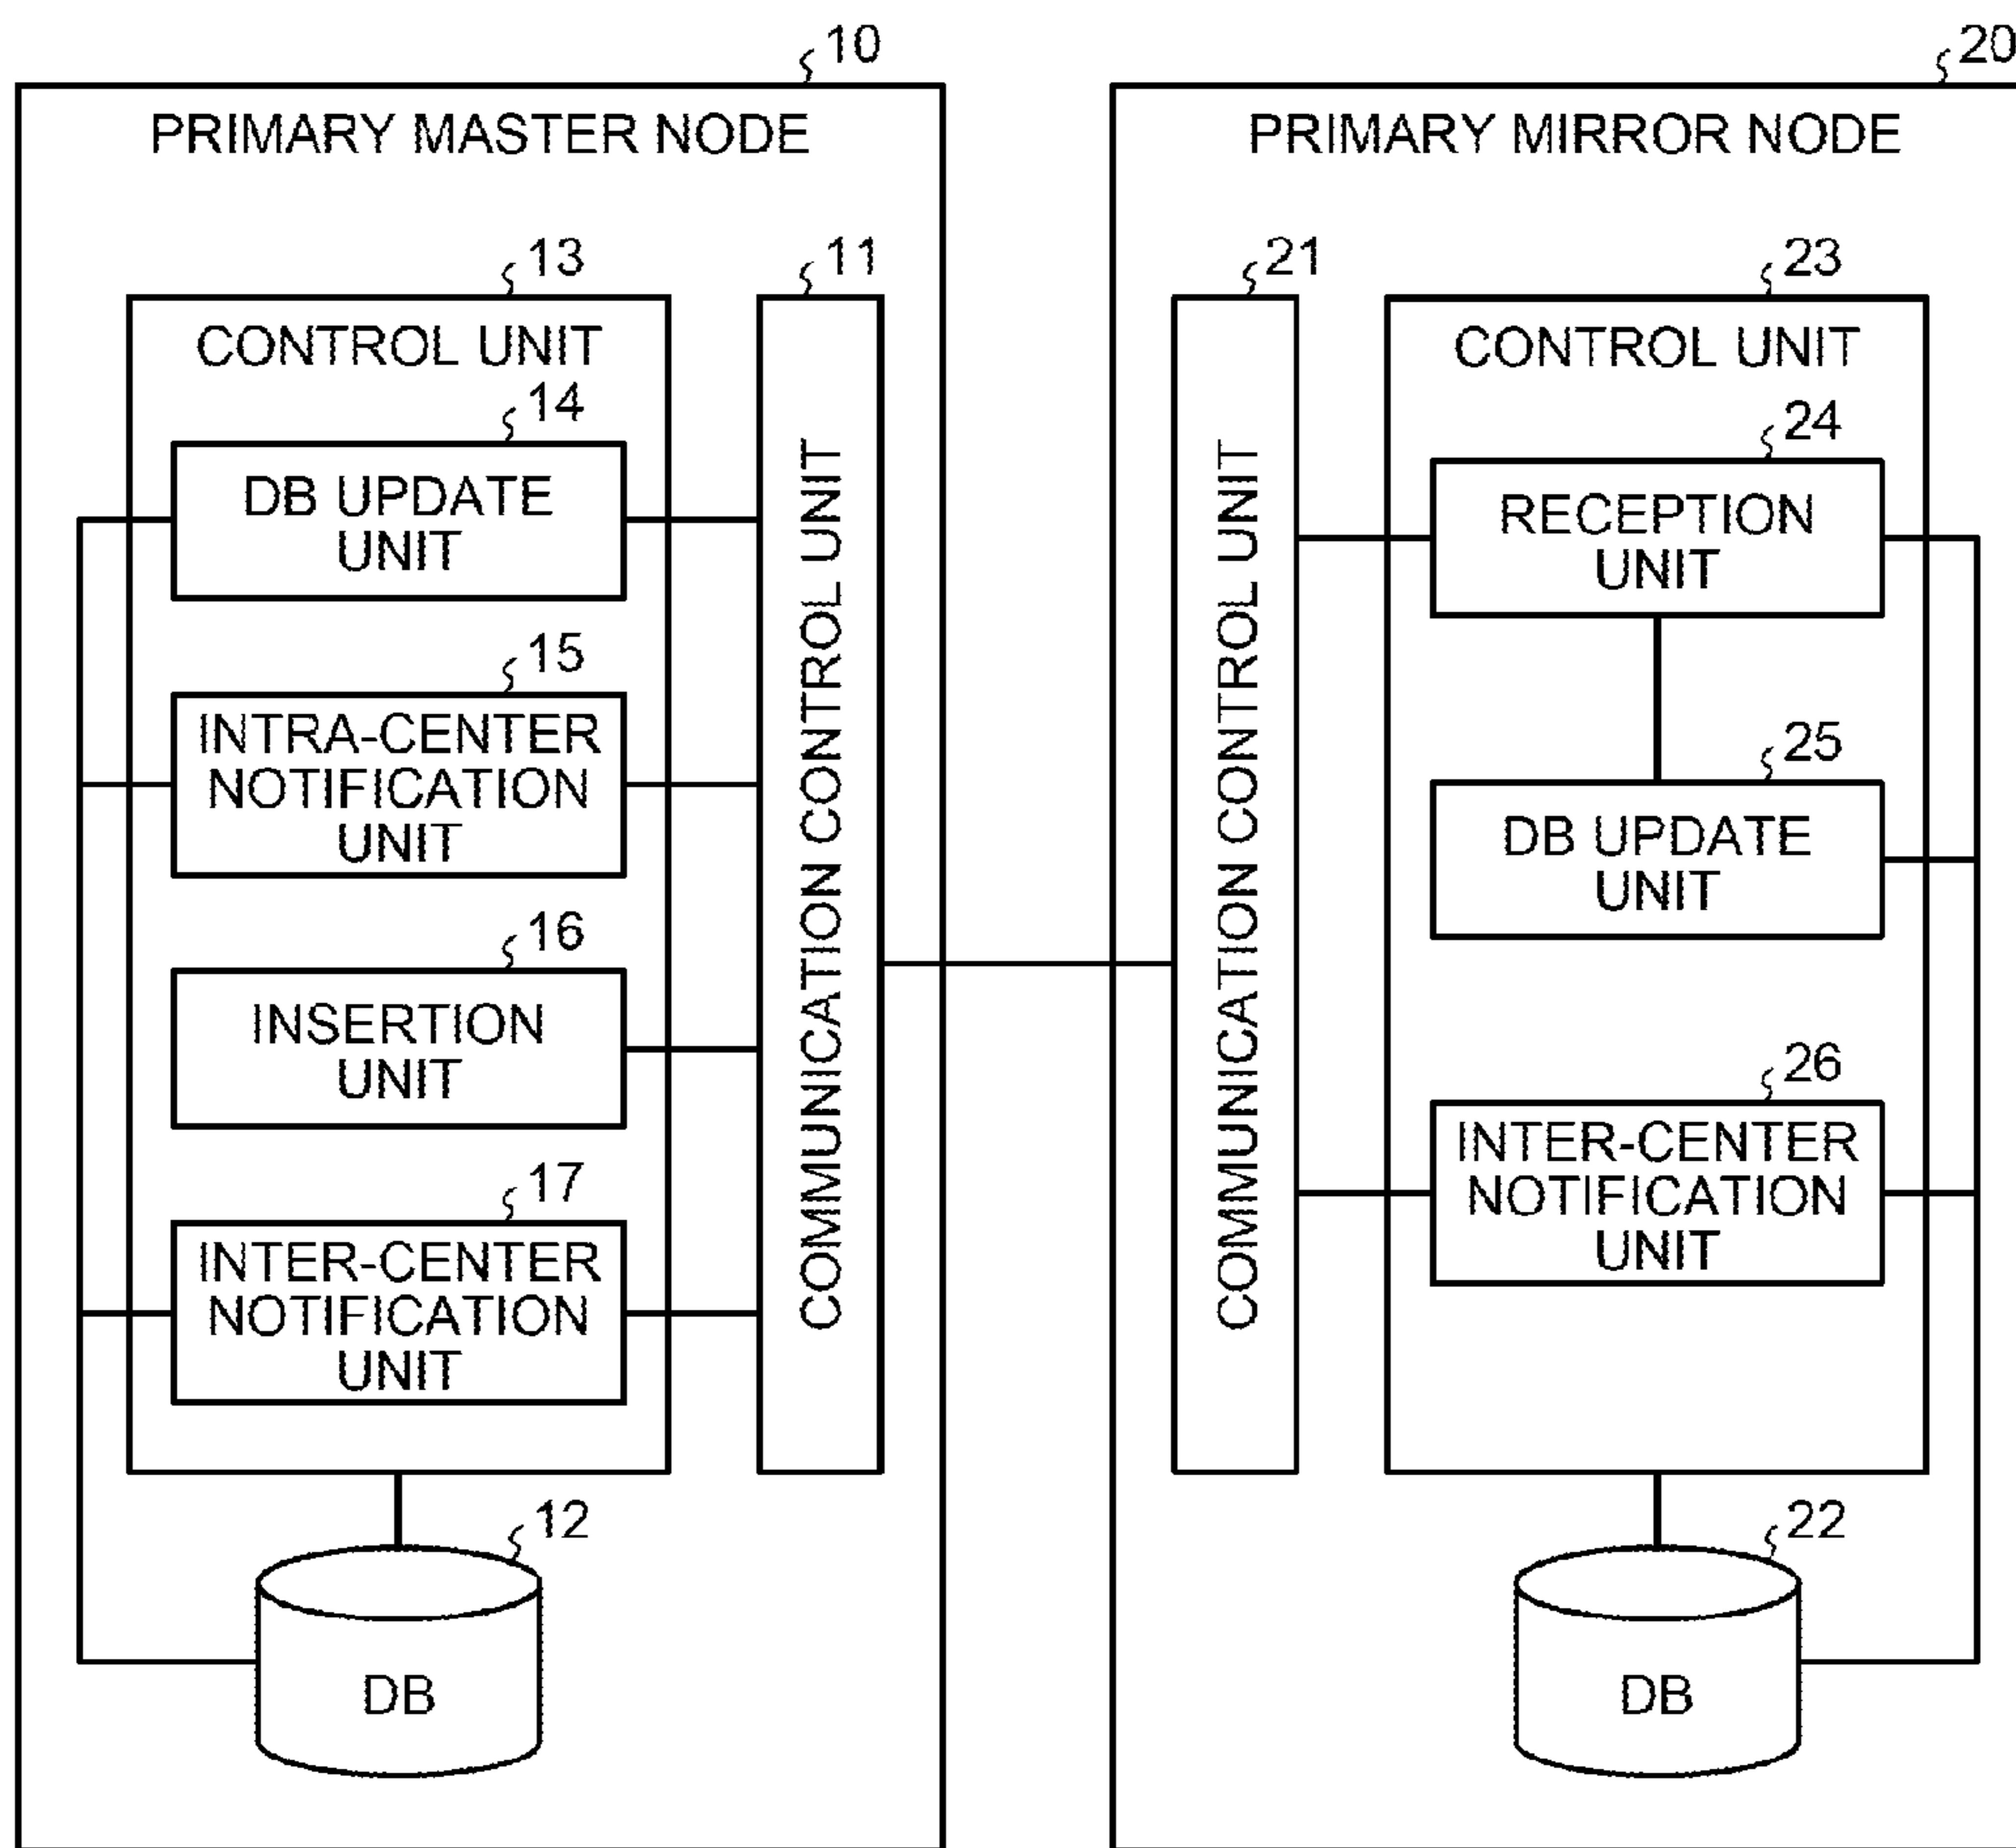 10
PRIMARY MASTER NODE
13
CONTROL UNIT
11
COMMUNICATION CONTROL UNIT
14
DB UPDATE
UNIT
15
INTRA-CENTER
NOTIFICATION
UNIT
16
INSERTION
UNIT
17
INTER-CENTER
NOTIFICATION
UNIT
12
DB
20
PRIMARY MIRROR NODE
21
COMMUNICATION CONTROL UNIT
23
CONTROL UNIT
24
RECEPTION
UNIT
25
DB UPDATE
UNIT
26
INTER-CENTER
NOTIFICATION
UNIT
22
DB